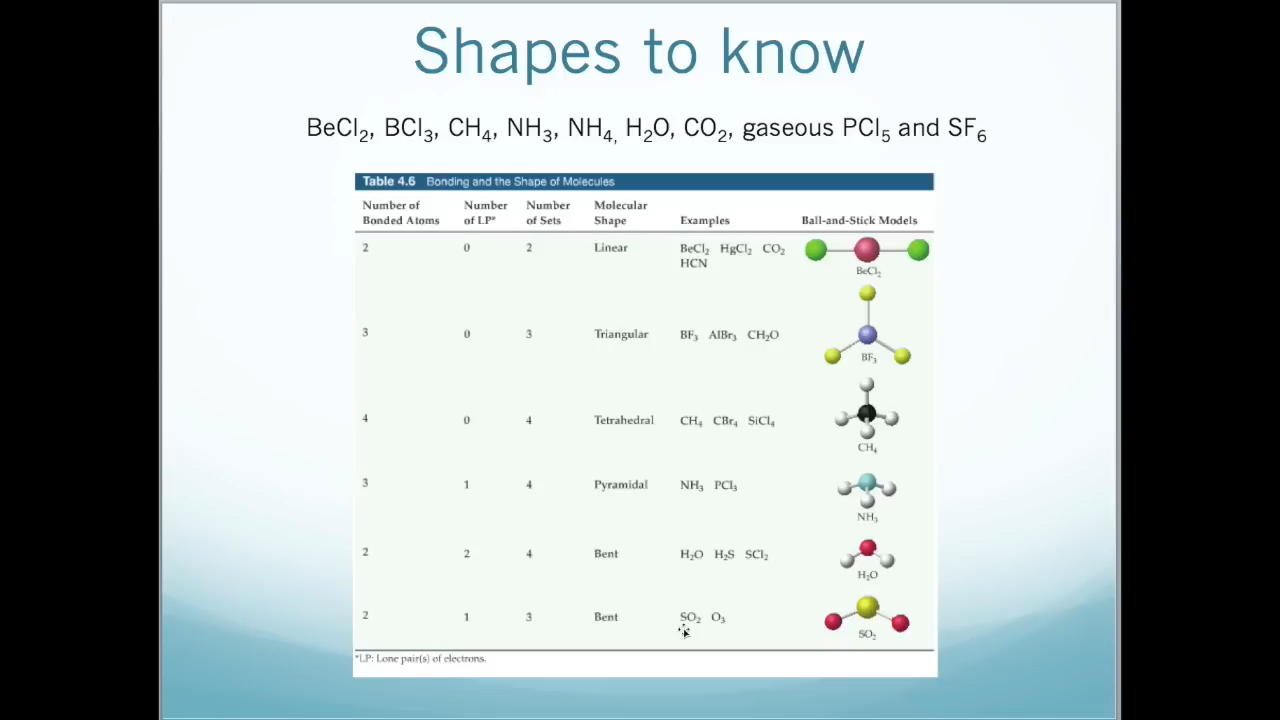 Shapes to know
BeCl₂, BCl₃, CH₄, NH₃, NH₄, H₂O, CO₂, gaseous PCl₅ and SF₆
Table 4.6 Bonding and the Shape of Molecules
Number of Bonded Atoms Number of LP* Number of Sets Molecular Shape Examples Ball-and-Stick Models
2 0 2 Linear BeCl₂ HgCl₂ CO₂
HCN
BeCl₂
3 0 3 Triangular BF₃ AlBr₃ CH₂O
BF₃
4 0 4 Tetrahedral CH₄ CBr₄ SiCl₄
CH₄
3 1 4 Pyramidal NH₃ PCl₃
NH₃
2 2 4 Bent H₂O H₂S SCl₂
H₂O
2 1 3 Bent SO₂ O₃
SO₂
*LP: Lone pair(s) of electrons.